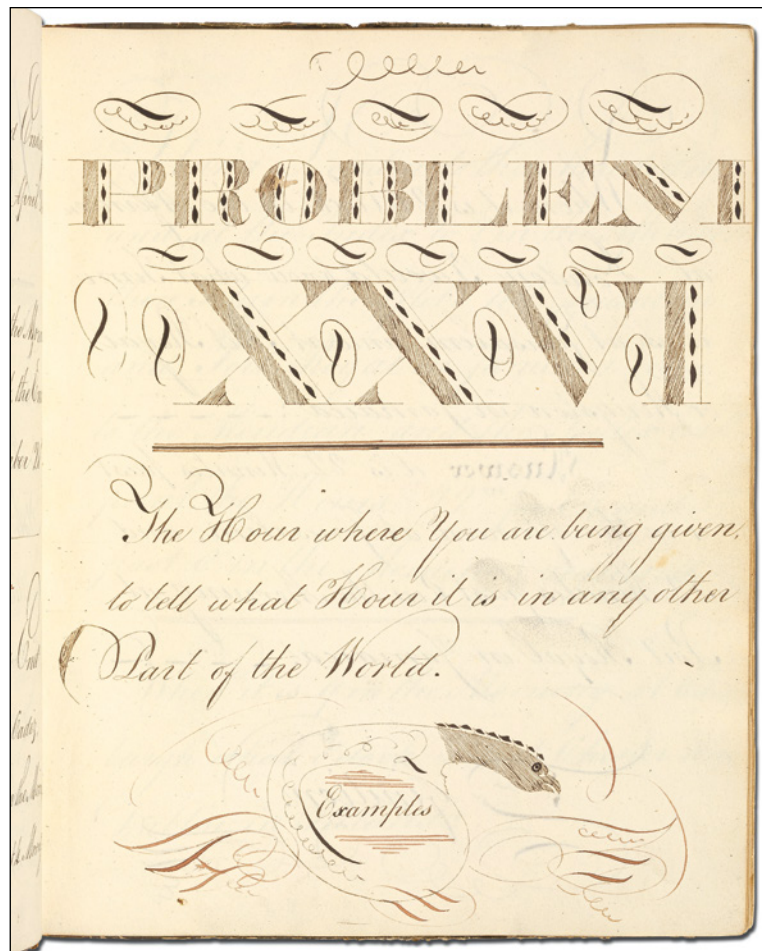 PROBLEM
XXVI
The Hour where You are being given,
to tell what Hour it is in any other
Part of the World.
Examples